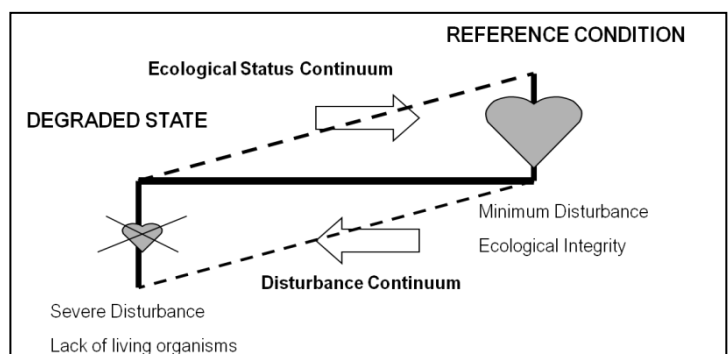 REFERENCE CONDITION
Ecological Status Continuum
DEGRADED STATE
Minimum Disturbance
Ecological Integrity
Disturbance Continuum
Severe Disturbance
Lack of living organisms